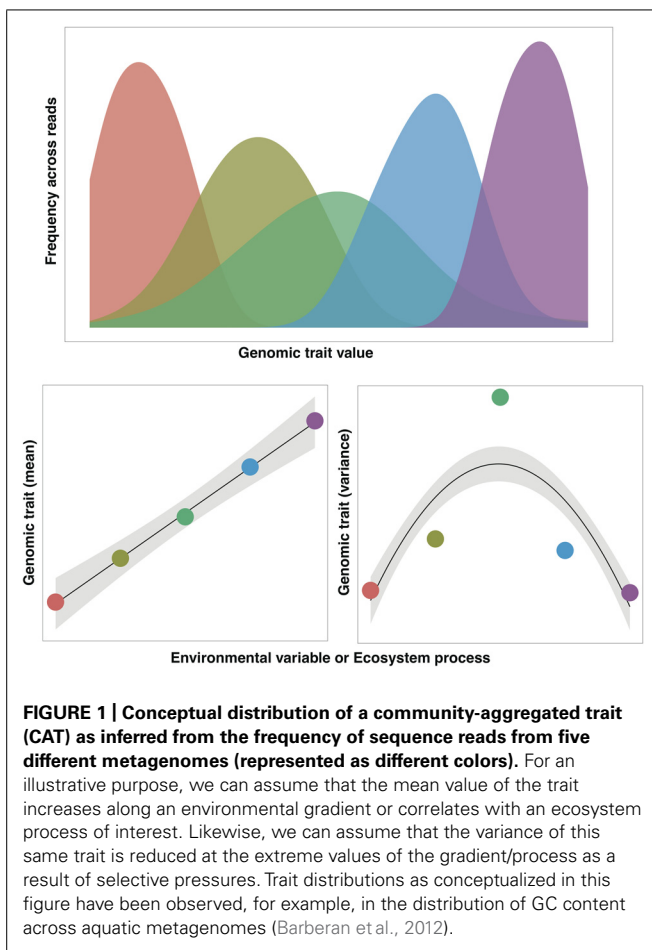 Frequency across reads
Genomic trait value
Genomic trait (mean)
Genomic trait (variance)
Environmental variable or Ecosystem process
FIGURE 1 | Conceptual distribution of a community-aggregated trait
(CAT) as inferred from the frequency of sequence reads from five
different metagenomes (represented as different colors). For an
illustrative purpose, we can assume that the mean value of the trait
increases along an environmental gradient or correlates with an ecosystem
process of interest. Likewise, we can assume that the variance of this
same trait is reduced at the extreme values of the gradient/process as a
result of selective pressures. Trait distributions as conceptualized in this
figure have been observed, for example, in the distribution of GC content
across aquatic metagenomes (Barberan et al., 2012).